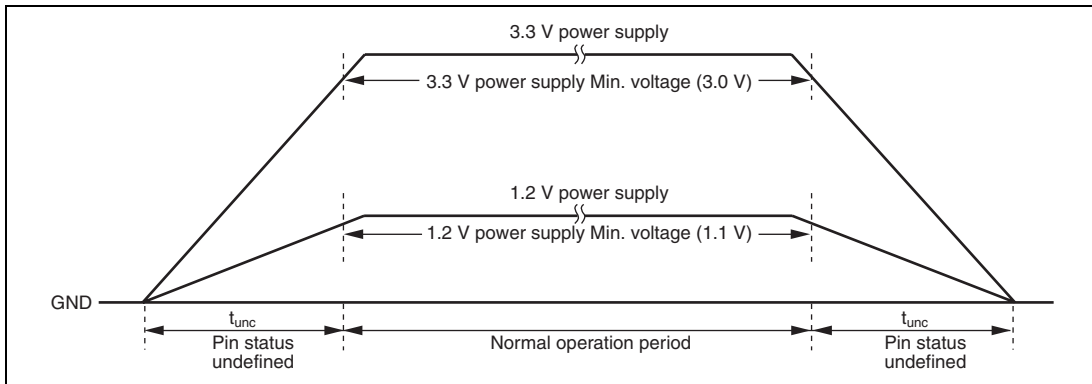 3.3 V power supply
3.3 V power supply Min. voltage (3.0 V)
1.2 V power supply
1.2 V power supply Min. voltage (1.1 V)
GND
tunc
Pin status
undefined
Normal operation period
tunc
Pin status
undefined